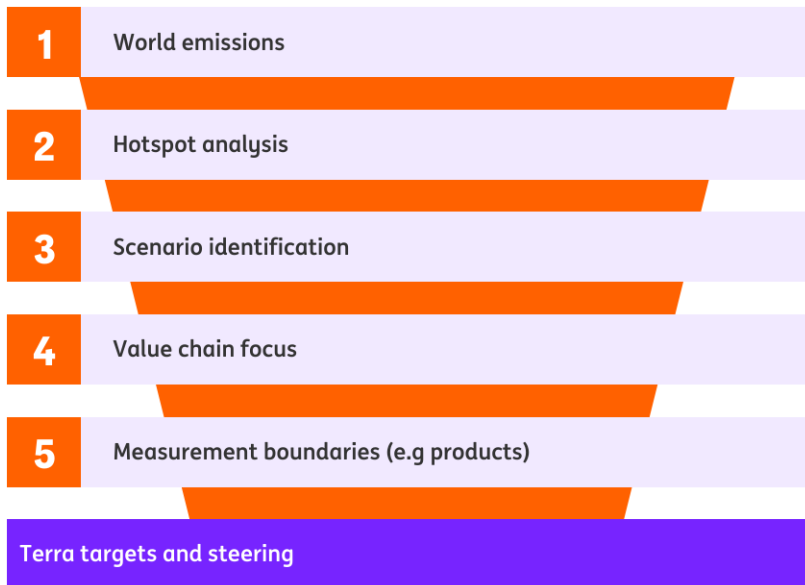 1 World emissions
2 Hotspot analysis
3 Scenario identification
4 Value chain focus
5 Measurement boundaries (e.g products)
Terra targets and steering